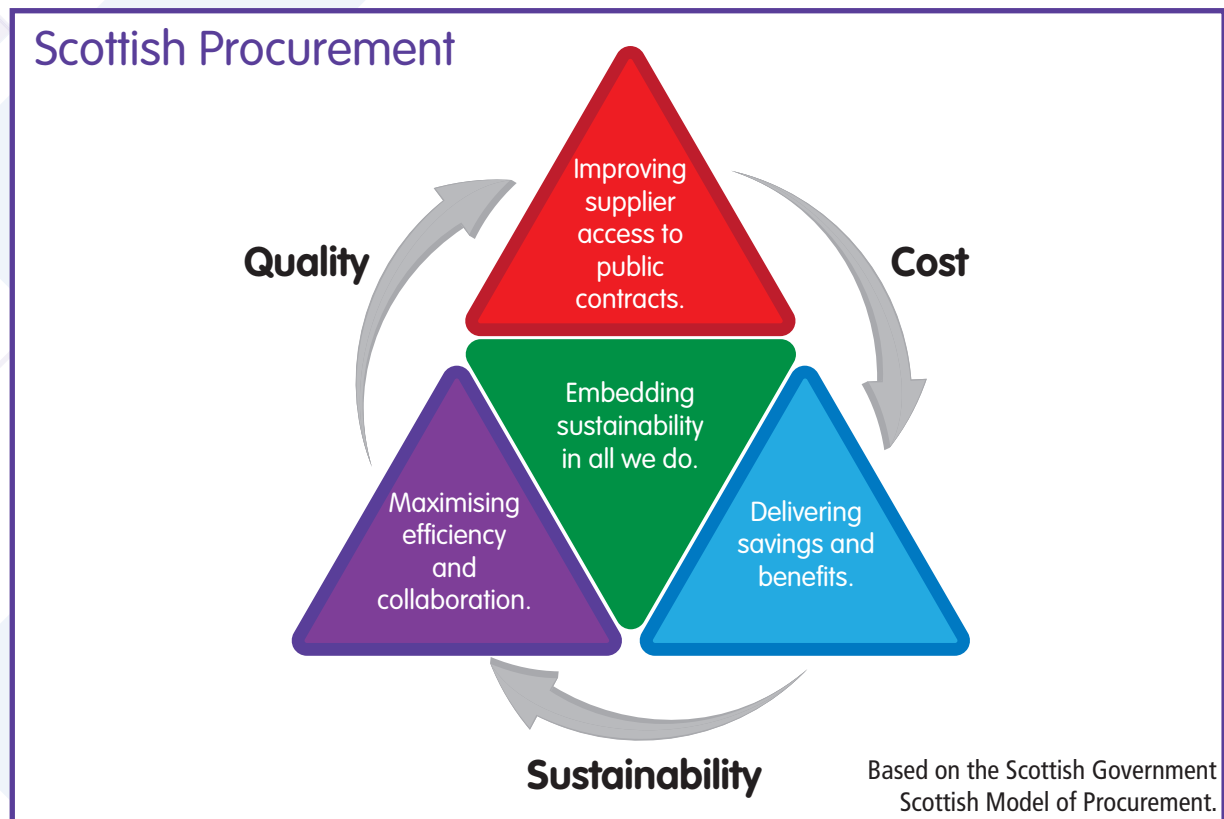 Scottish Procurement
Improving
supplier
access to
public
contracts.
Quality
Cost
Embedding
sustainability
in all we do.
Maximising
efficiency
and
collaboration.
Delivering
savings and
benefits.
Sustainability
Based on the Scottish Government
Scottish Model of Procurement.